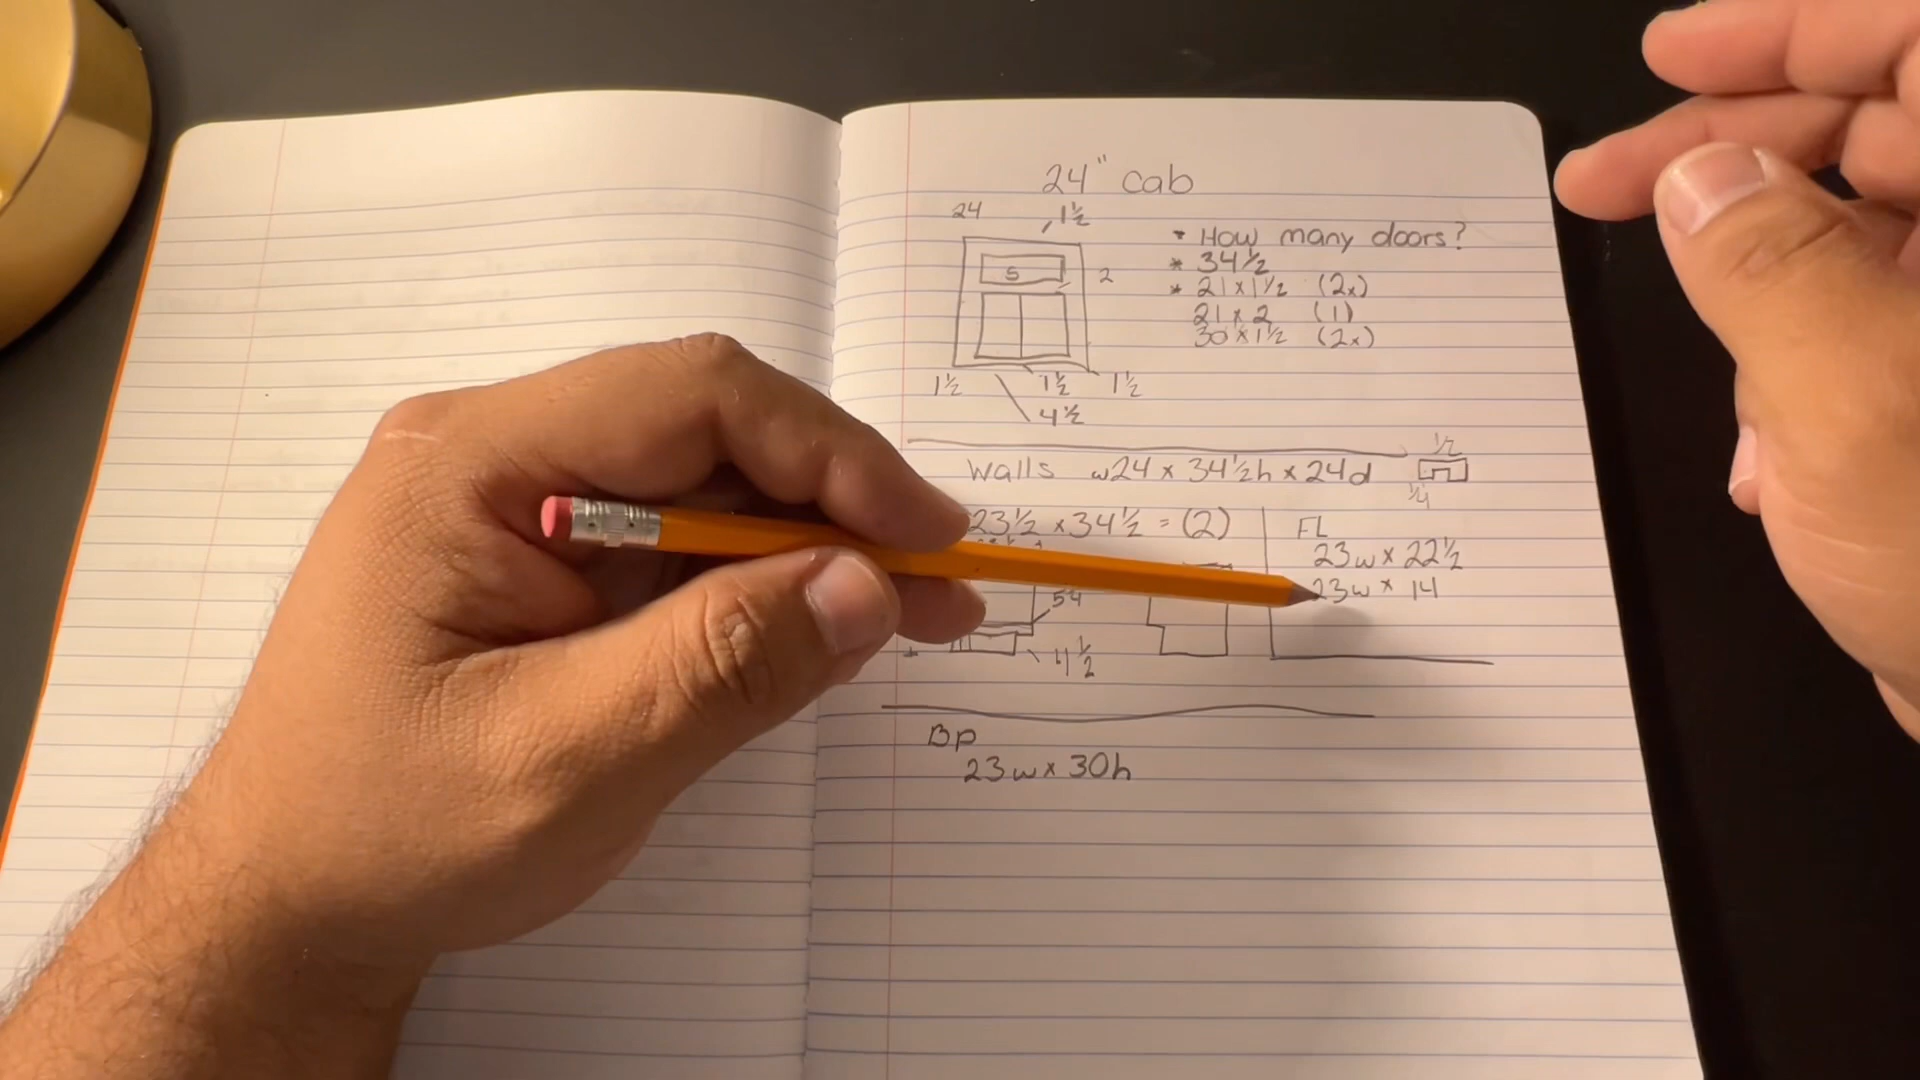 24" cab
24
1½
5
2
1½
1½
1½
4½
* How many doors?
* 34½
* 21 x 1½ (2x)
21 x 2 (1)
30 x 1½ (2x)
Walls w24 x 34½h x 24d
1/2
1/4
23½ x 34½ = (2)
4½
FL
23w x 22½
23w x 14
BP
23w x 30h